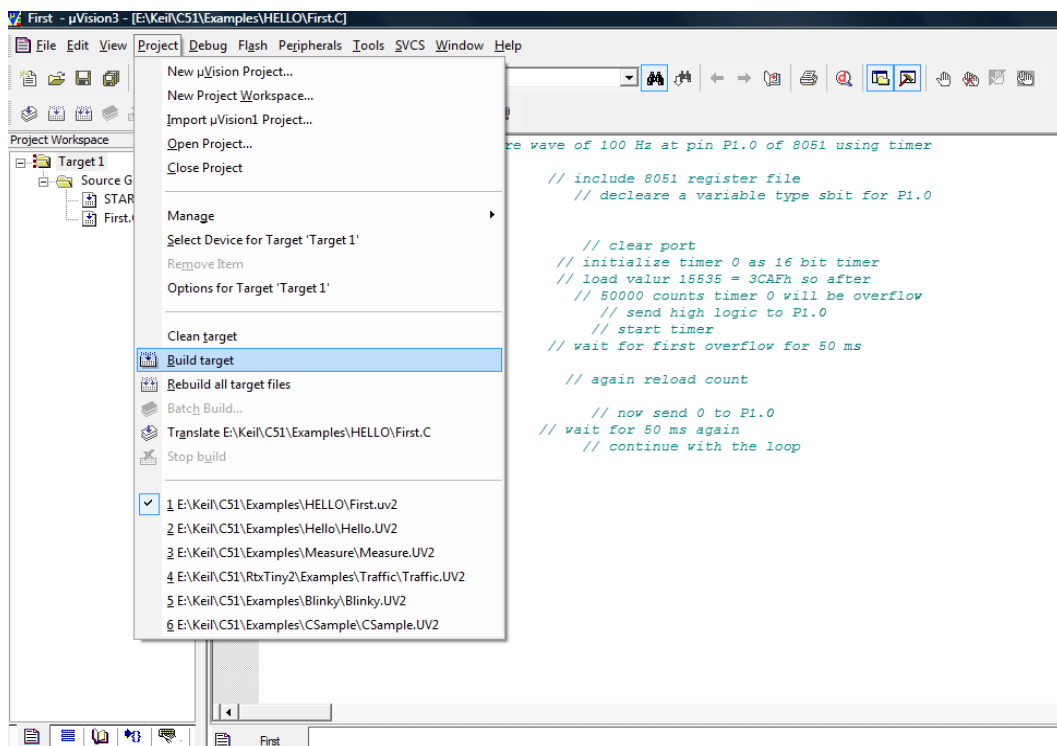 First - µVision3 - [E:\Keil\C51\Examples\HELLO\First.C]
File Edit View Project Debug Flash Peripherals Tools SVCS Window Help
Project Workspace
Target 1
Source G
STAR
First.
New µVision Project...
New Project Workspace...
Import µVision1 Project...
Open Project...
Close Project
Manage
Select Device for Target 'Target 1'
Remove Item
Options for Target 'Target 1'
Clean target
Build target
Rebuild all target files
Batch Build...
Translate E:\Keil\C51\Examples\HELLO\First.C
Stop build
1 E:\Keil\C51\Examples\HELLO\First.uv2
2 E:\Keil\C51\Examples\Hello\Hello.UV2
3 E:\Keil\C51\Examples\Measure\Measure.UV2
4 E:\Keil\C51\RtxTiny2\Examples\Traffic\Traffic.UV2
5 E:\Keil\C51\Examples\Blinky\Blinky.UV2
6 E:\Keil\C51\Examples\CSample\CSample.UV2
re wave of 100 Hz at pin P1.0 of 8051 using timer
// include 8051 register file
// decleare a variable type sbit for P1.0
// clear port
// initialize timer 0 as 16 bit timer
// load valur 15535 = 3CAFh so after
// 50000 counts timer 0 will be overflow
// send high logic to P1.0
// start timer
// wait for first overflow for 50 ms
// again reload count
// now send 0 to P1.0
// wait for 50 ms again
// continue with the loop
First